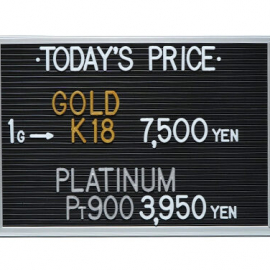 ·TODAY'S PRICE·
GOLD
1G→ K18 7,500 YEN
PLATINUM
PT900 3,950 YEN